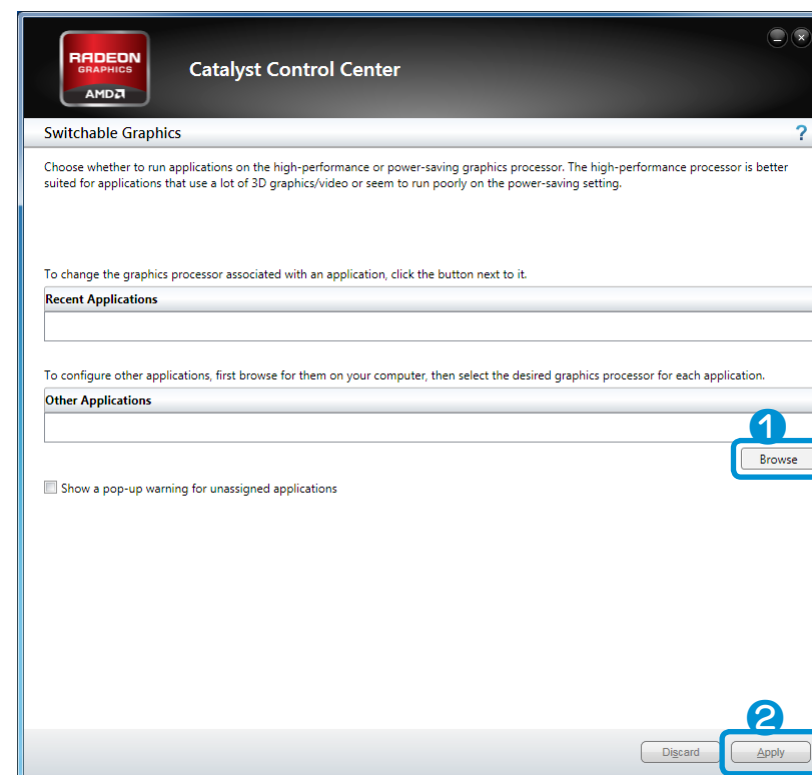 RADEON
GRAPHICS
AMD
Catalyst Control Center
Switchable Graphics
?
Choose whether to run applications on the high-performance or power-saving graphics processor. The high-performance processor is better
suited for applications that use a lot of 3D graphics/video or seem to run poorly on the power-saving setting.
To change the graphics processor associated with an application, click the button next to it.
Recent Applications
To configure other applications, first browse for them on your computer, then select the desired graphics processor for each application.
Other Applications
1
Browse
Show a pop-up warning for unassigned applications
2
Discard
Apply